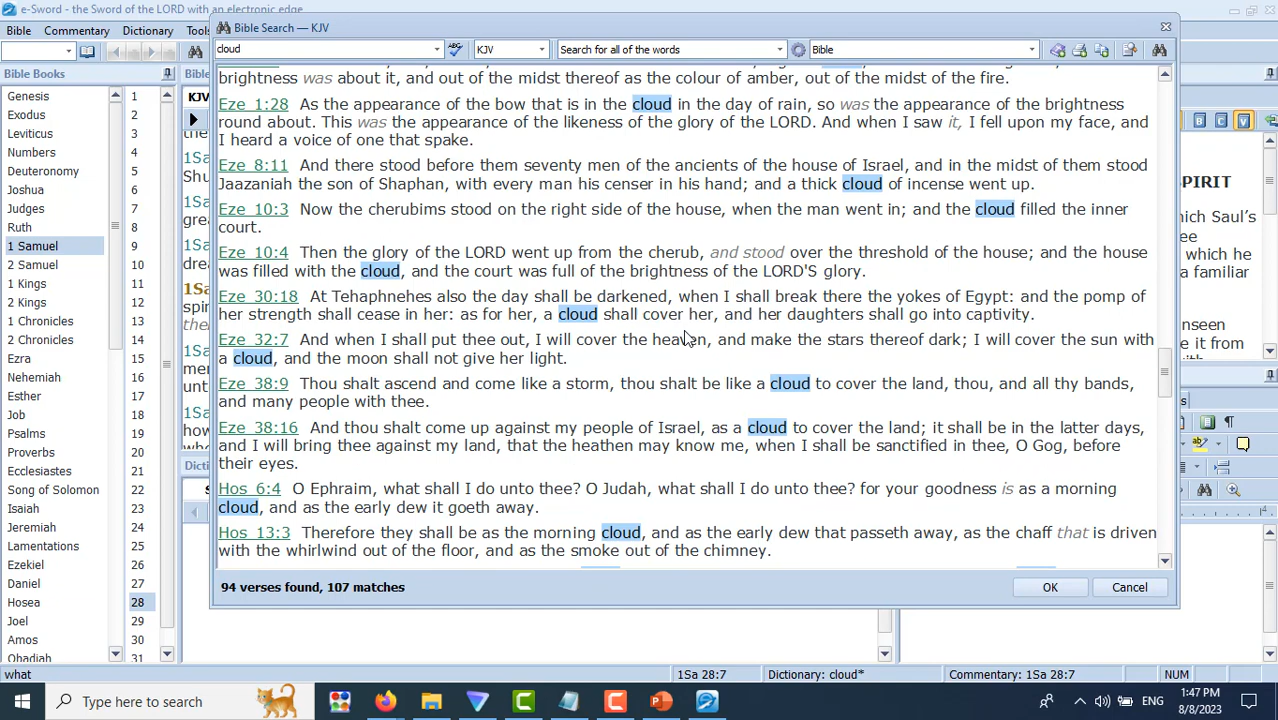 e-Sword - the Sword of the LORD with an electronic edge
Bible Commentary Dictionary Tools
Bible Search — KJV
cloud KJV Search for all of the words Bible
Bible Books
Genesis
Exodus
Leviticus
Numbers
Deuteronomy
Joshua
Judges
Ruth
1 Samuel
2 Samuel
1 Kings
2 Kings
1 Chronicles
2 Chronicles
Ezra
Nehemiah
Esther
Job
Psalms
Proverbs
Ecclesiastes
Song of Solomon
Isaiah
Jeremiah
Lamentations
Ezekiel
Daniel
Hosea
Joel
Amos
Obadiah
1
2
3
4
5
6
7
8
9
10
11
12
13
14
15
16
17
18
19
20
21
22
23
24
25
26
27
28
29
30
31
brightness was about it, and out of the midst thereof as the colour of amber, out of the midst of the fire.
Eze 1:28 As the appearance of the bow that is in the cloud in the day of rain, so was the appearance of the brightness
round about. This was the appearance of the likeness of the glory of the LORD. And when I saw it, I fell upon my face, and
I heard a voice of one that spake.
Eze 8:11 And there stood before them seventy men of the ancients of the house of Israel, and in the midst of them stood
Jaazaniah the son of Shaphan, with every man his censer in his hand; and a thick cloud of incense went up.
Eze 10:3 Now the cherubims stood on the right side of the house, when the man went in; and the cloud filled the inner
court.
Eze 10:4 Then the glory of the LORD went up from the cherub, and stood over the threshold of the house; and the house
was filled with the cloud, and the court was full of the brightness of the LORD'S glory.
Eze 30:18 At Tehaphnehes also the day shall be darkened, when I shall break there the yokes of Egypt: and the pomp of
her strength shall cease in her: as for her, a cloud shall cover her, and her daughters shall go into captivity.
Eze 32:7 And when I shall put thee out, I will cover the heaven, and make the stars thereof dark; I will cover the sun with
a cloud, and the moon shall not give her light.
Eze 38:9 Thou shalt ascend and come like a storm, thou shalt be like a cloud to cover the land, thou, and all thy bands,
and many people with thee.
Eze 38:16 And thou shalt come up against my people of Israel, as a cloud to cover the land; it shall be in the latter days,
and I will bring thee against my land, that the heathen may know me, when I shall be sanctified in thee, O Gog, before
their eyes.
Hos 6:4 O Ephraim, what shall I do unto thee? O Judah, what shall I do unto thee? for your goodness is as a morning
cloud, and as the early dew it goeth away.
Hos 13:3 Therefore they shall be as the morning cloud, and as the early dew that passeth away, as the chaff that is driven
with the whirlwind out of the floor, and as the smoke out of the chimney.
94 verses found, 107 matches
OK Cancel
SPIRIT
Saul's
which he
a familiar
it from
what 1Sa 28:7 Dictionary: cloud* Commentary: 1Sa 28:7 NUM
Type here to search
ENG
1:47 PM
8/8/2023